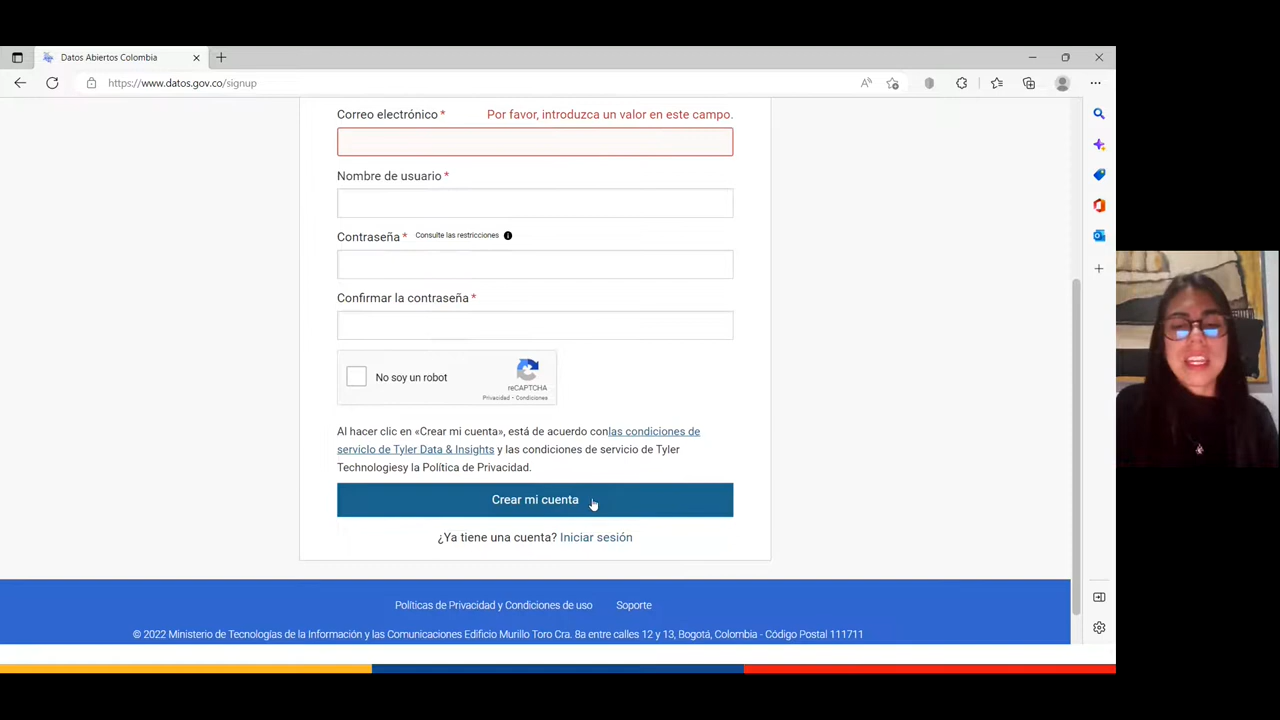 Datos Abiertos Colombia
https://www.datos.gov.co/signup
Correo electrónico * Por favor, introduzca un valor en este campo.
Nombre de usuario *
Contraseña * Consulte las restricciones
Confirmar la contraseña *
No soy un robot
reCAPTCHA
Privacidad - Condiciones
Al hacer clic en «Crear mi cuenta», está de acuerdo conlas condiciones de
servicio de Tyler Data & Insights y las condiciones de servicio de Tyler
Technologiesy la Política de Privacidad.
Crear mi cuenta
¿Ya tiene una cuenta? Iniciar sesión
Políticas de Privacidad y Condiciones de uso Soporte
© 2022 Ministerio de Tecnologías de la Información y las Comunicaciones Edificio Murillo Toro Cra. 8a entre calles 12 y 13, Bogotá, Colombia - Código Postal 111711